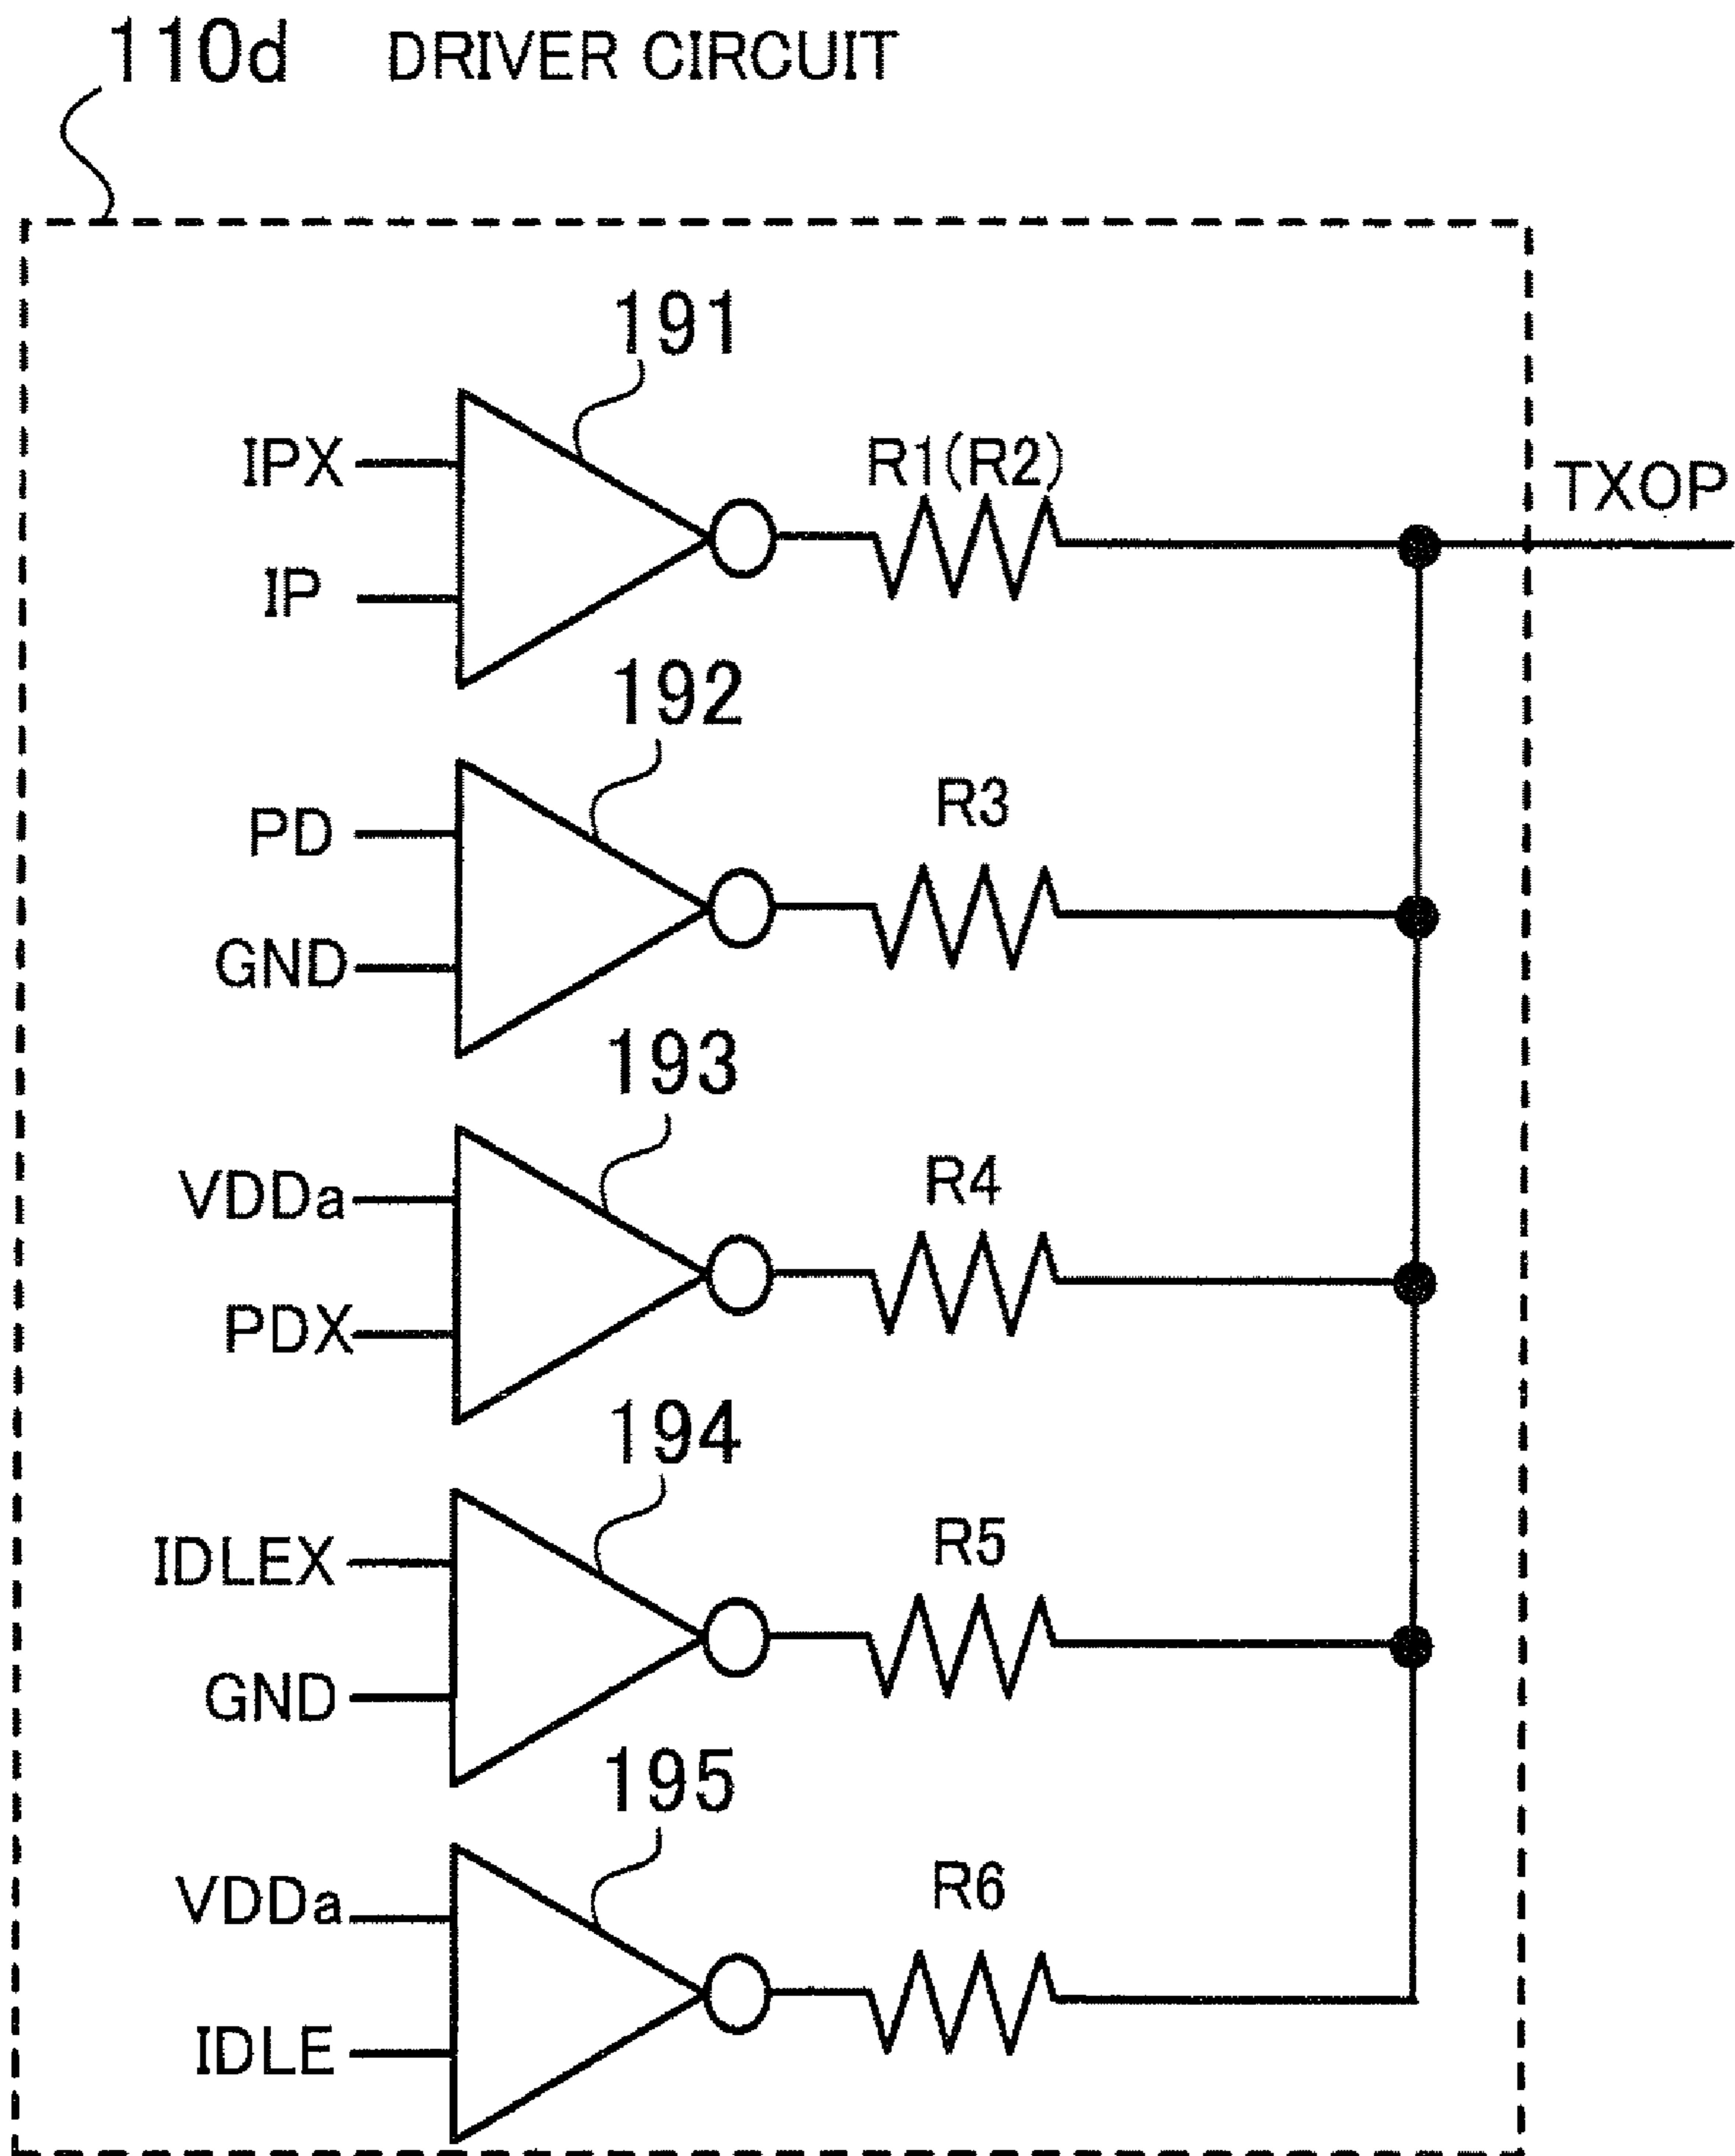 110d DRIVER CIRCUIT
191
IPX
R1(R2)
TXOP
IP
192
PD
R3
GND
193
VDDa
R4
PDX
194
IDLEX
R5
GND
195
VDDa
R6
IDLE